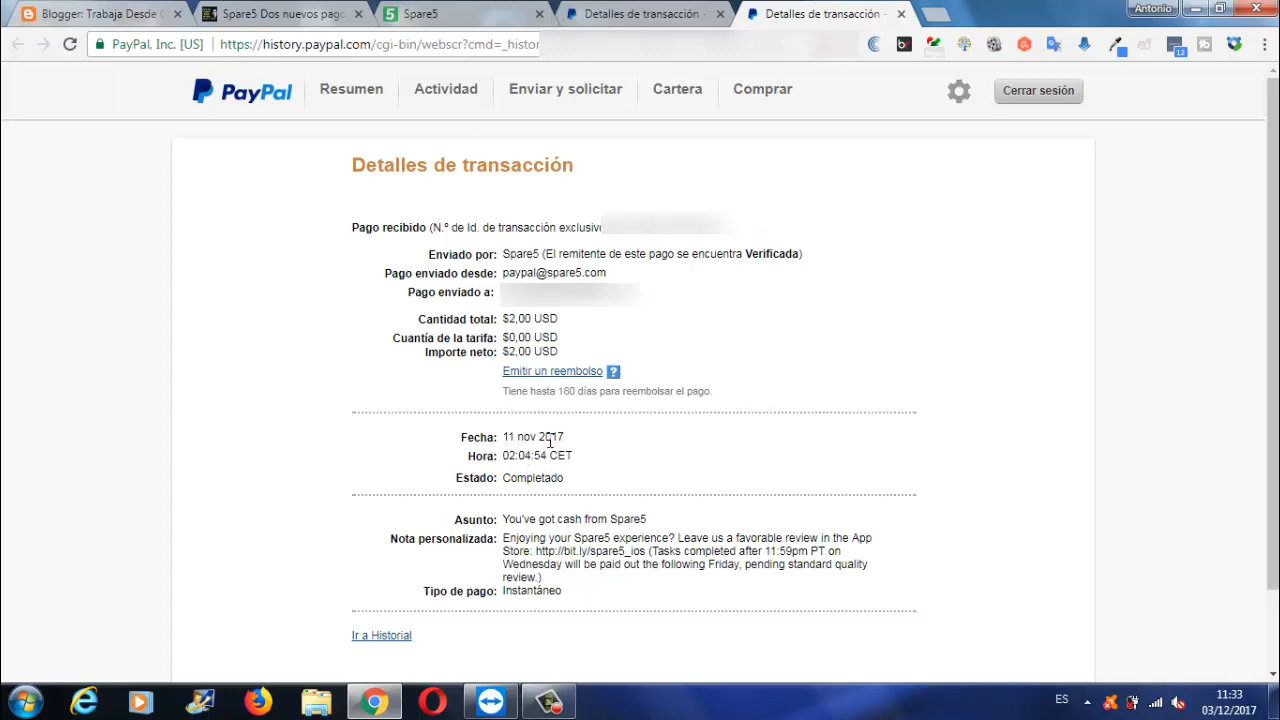 Blogger: Trabaja Desde C
Spare5 Dos nuevos pago
Spare5
Detalles de transacción -
Detalles de transacción -
Antonio
PayPal, Inc. [US]
https://history.paypal.com/cgi-bin/webscr?cmd=_histor
12
PayPal
Resumen
Actividad
Enviar y solicitar
Cartera
Comprar
Cerrar sesión
Detalles de transacción
Pago recibido (N.º de Id. de transacción exclusivo
Enviado por: Spare5 (El remitente de este pago se encuentra Verificada)
Pago enviado desde: paypal@spare5.com
Pago enviado a:
Cantidad total: $2,00 USD
Cuantía de la tarifa: $0,00 USD
Importe neto: $2,00 USD
Emitir un reembolso ?
Tiene hasta 180 días para reembolsar el pago.
Fecha: 11 nov 2017
Hora: 02:04:54 CET
Estado: Completado
Asunto: You've got cash from Spare5
Nota personalizada: Enjoying your Spare5 experience? Leave us a favorable review in the App
Store: http://bit.ly/spare5_ios (Tasks completed after 11:59pm PT on
Wednesday will be paid out the following Friday, pending standard quality
review.)
Tipo de pago: Instantáneo
Ir a Historial
ES
11:33
03/12/2017